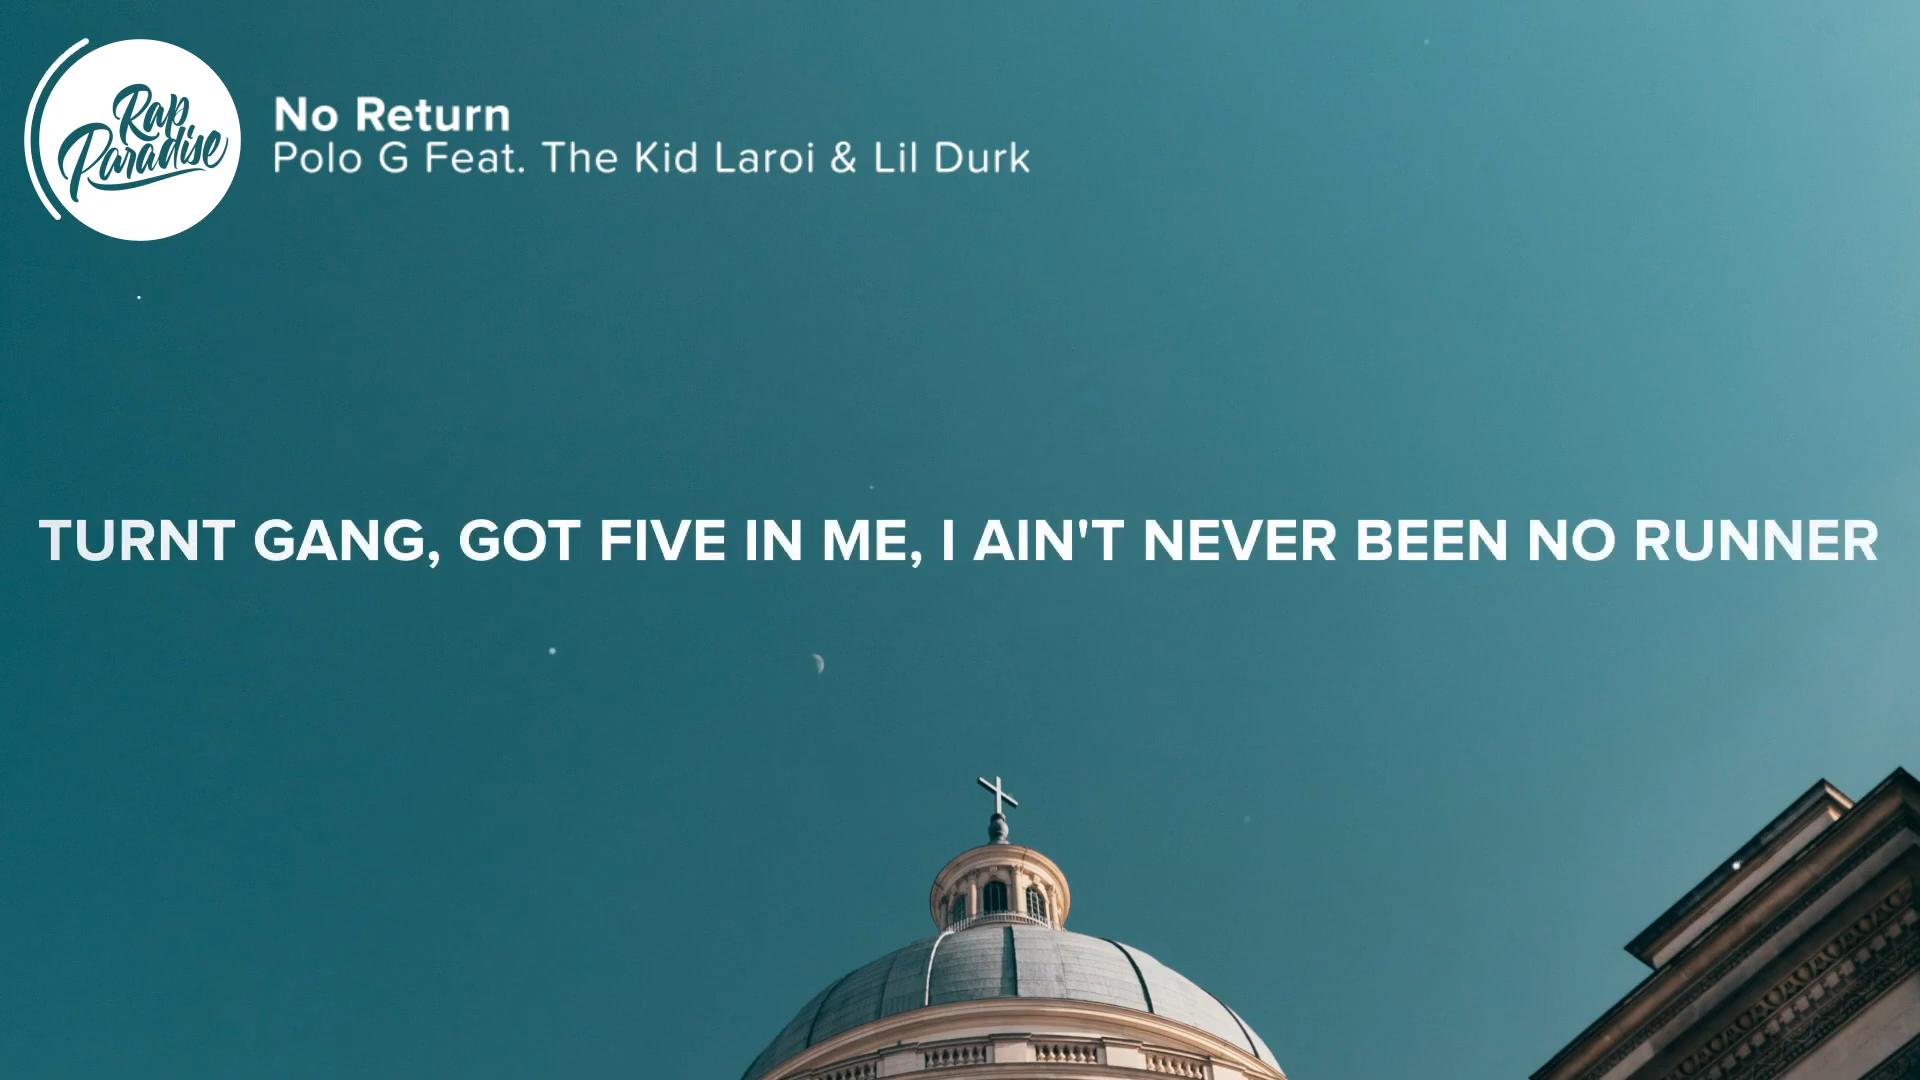 Rap
Paradise
No Return
Polo G Feat. The Kid Laroi & Lil Durk
TURNT GANG, GOT FIVE IN ME, I AIN'T NEVER BEEN NO RUNNER